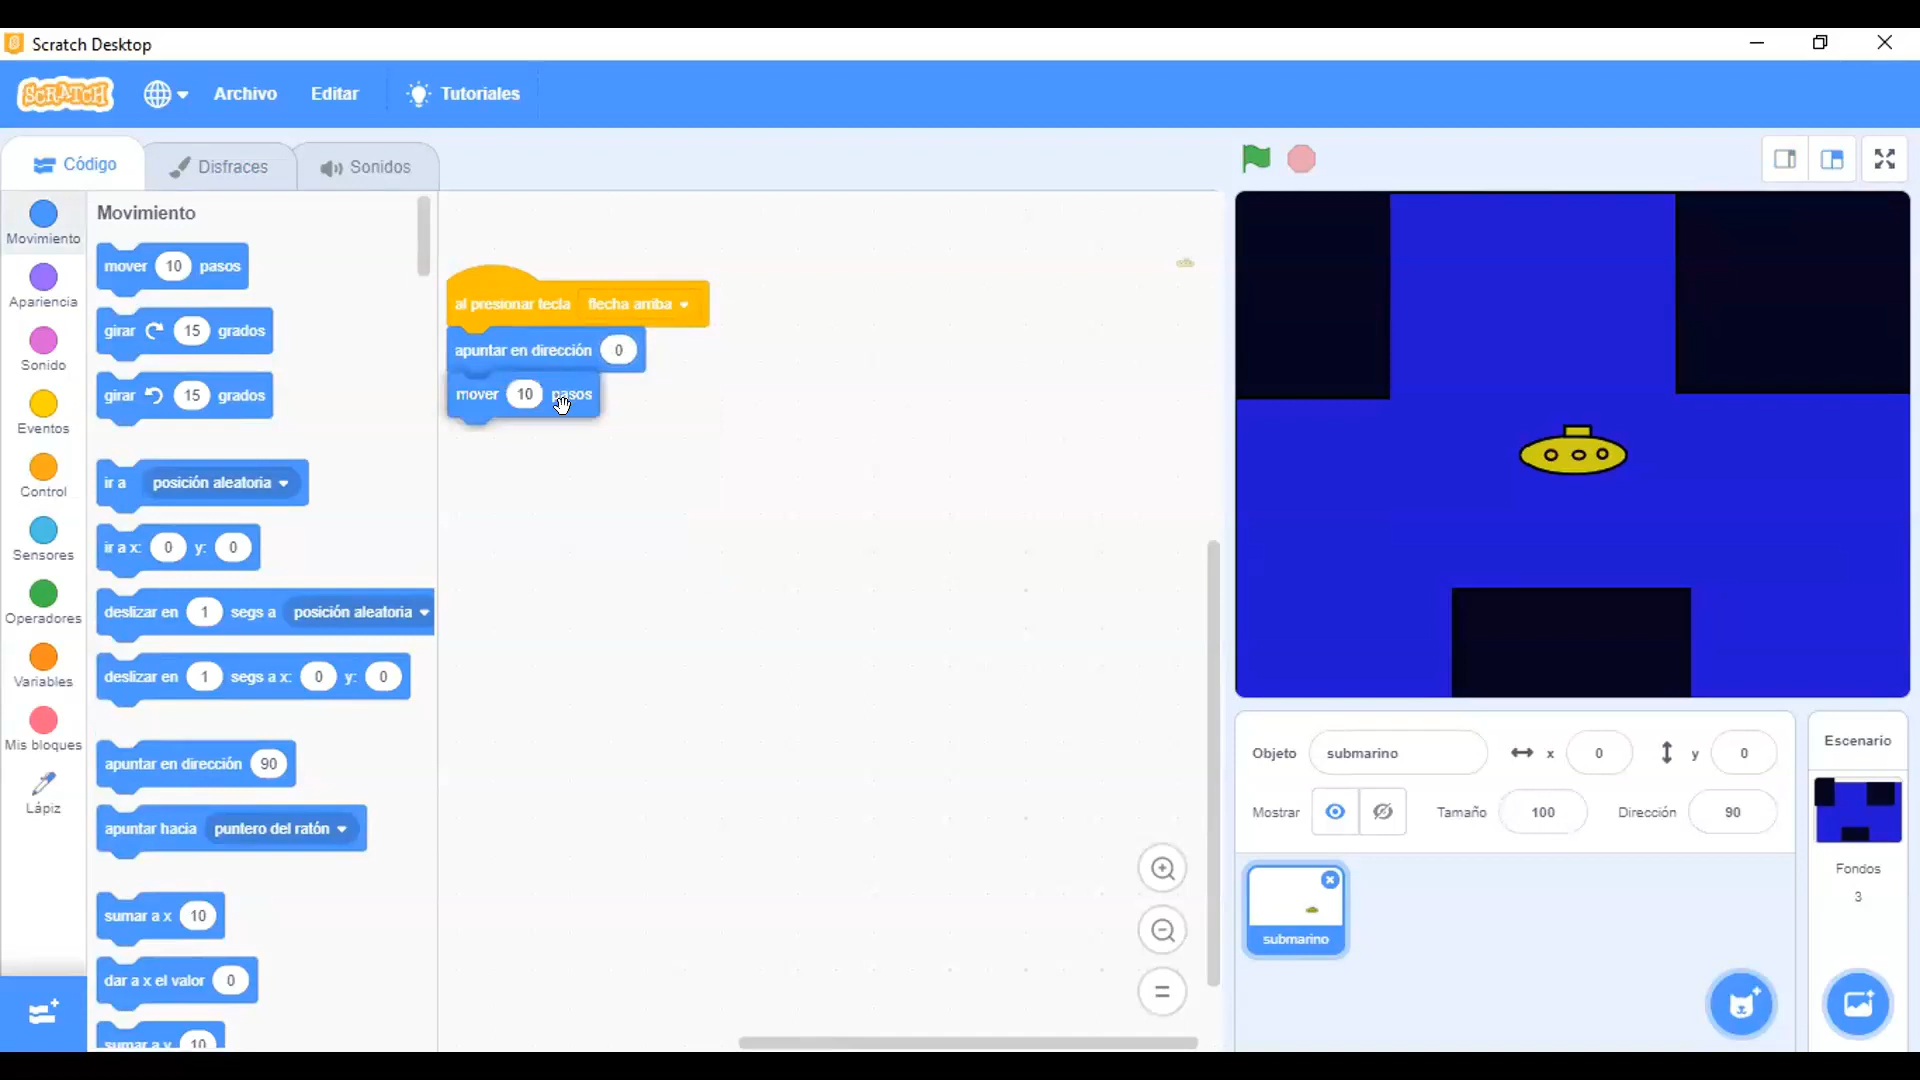 Scratch Desktop
SCRATCH
Archivo
Editar
Tutoriales
Código
Disfraces
Sonidos
Movimiento
Apariencia
Sonido
Eventos
Control
Sensores
Operadores
Variables
Mis bloques
Lápiz
Movimiento
mover 10 pasos
girar 15 grados
girar 15 grados
ir a posición aleatoria
ir a x: 0 y: 0
deslizar en 1 segs a posición aleatoria
deslizar en 1 segs a x: 0 y: 0
apuntar en dirección 90
apuntar hacia puntero del ratón
sumar a x 10
dar a x el valor 0
sumar a y 10
al presionar tecla flecha arriba
apuntar en dirección 0
mover 10 pasos
Objeto submarino x 0 y 0
Mostrar Tamaño 100 Dirección 90
submarino
Escenario
Fondos
3